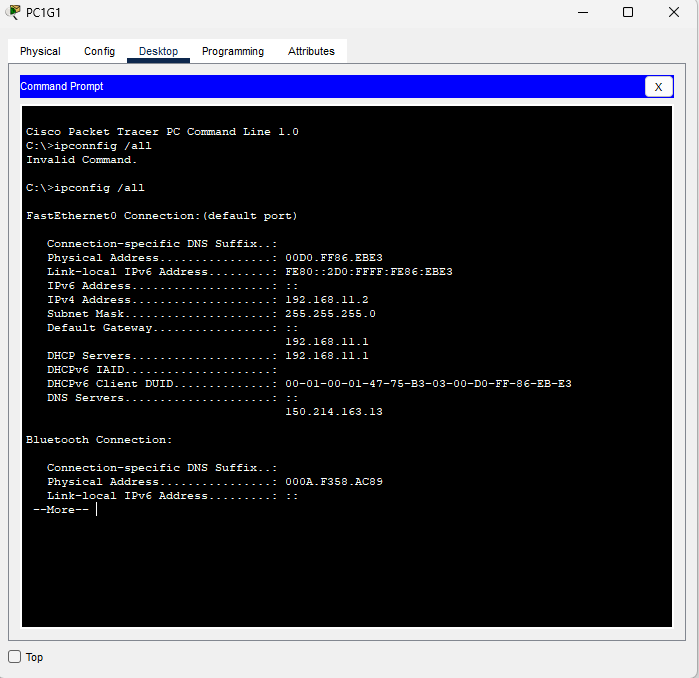 PC1G1
Physical Config Desktop Programming Attributes
Command Prompt
X
Cisco Packet Tracer PC Command Line 1.0
C:\>ipconnfig /all
Invalid Command.
C:\>ipconfig /all
FastEthernet0 Connection:(default port)
Connection-specific DNS Suffix..:
Physical Address................: 00D0.FF86.EBE3
Link-local IPv6 Address.........: FE80::2D0:FFFF:FE86:EBE3
IPv6 Address....................: ::
IPv4 Address....................: 192.168.11.2
Subnet Mask.....................: 255.255.255.0
Default Gateway.................: ::
192.168.11.1
DHCP Servers....................: 192.168.11.1
DHCPv6 IAID.....................:
DHCPv6 Client DUID..............: 00-01-00-01-47-75-B3-03-00-D0-FF-86-EB-E3
DNS Servers.....................: ::
150.214.163.13
Bluetooth Connection:
Connection-specific DNS Suffix..:
Physical Address................: 000A.F358.AC89
Link-local IPv6 Address.........: ::
--More--
Top